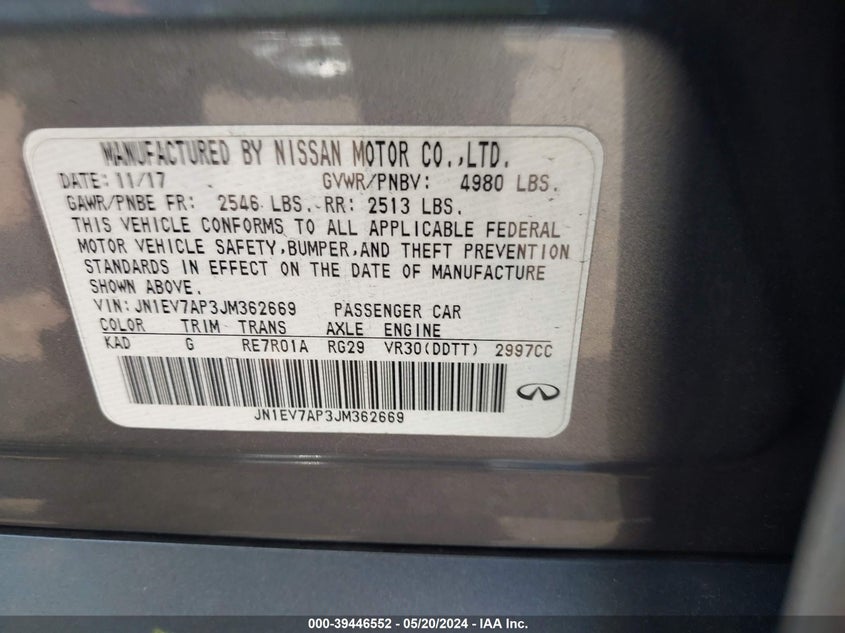 MANUFACTURED BY NISSAN MOTOR CO.,LTD.
DATE: 11/17 GVWR/PNBV: 4980 LBS.
GAWR/PNBE FR: 2546 LBS. RR: 2513 LBS.
THIS VEHICLE CONFORMS TO ALL APPLICABLE FEDERAL
MOTOR VEHICLE SAFETY,BUMPER,AND THEFT PREVENTION
STANDARDS IN EFFECT ON THE DATE OF MANUFACTURE
SHOWN ABOVE.
VIN: JN1EV7AP3JM362669 PASSENGER CAR
COLOR TRIM TRANS AXLE ENGINE
KAD G RE7R01A RG29 VR30(DDTT) 2997CC
JN1EV7AP3JM362669
000-39446552 — 05/20/2024 — IAA Inc.